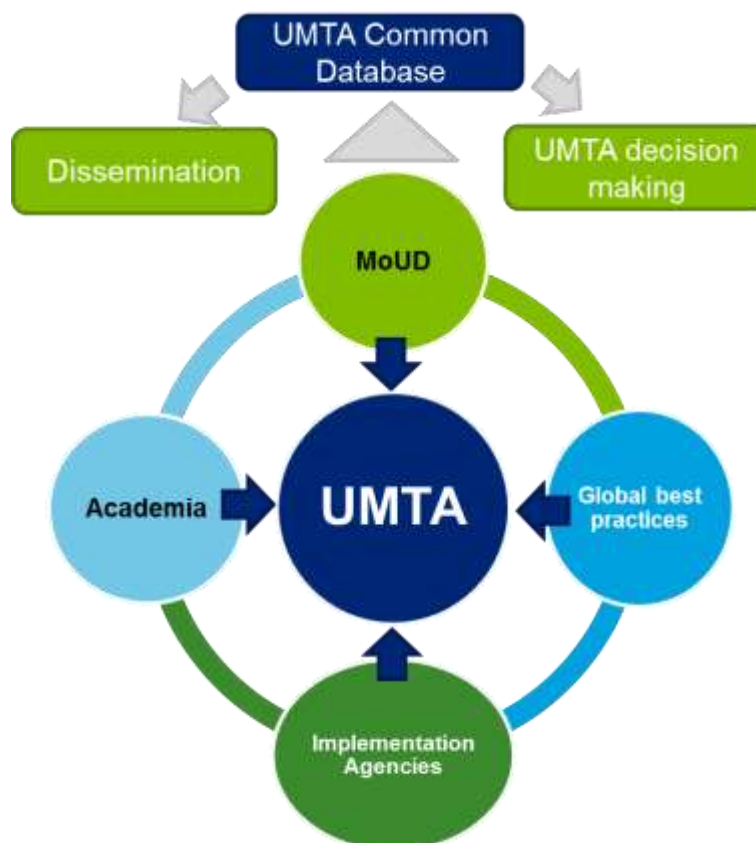 UMTA Common
Database
Dissemination
UMTA decision
making
MoUD
Academia
UMTA
Global best
practices
Implementation
Agencies